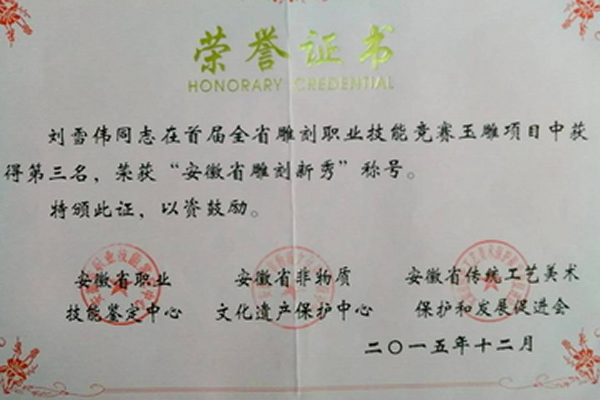 荣誉证书
HONORARY CREDENTIAL
刘雪伟同志在首届全省雕刻职业技能竞赛玉雕项目中获
得第三名，荣获“安徽省雕刻新秀”称号。
特颁此证，以资鼓励。
安徽省职业
技能鉴定中心
安徽省非物质
文化遗产保护中心
安徽省传统工艺美术
保护和发展促进会
二〇一五年十二月